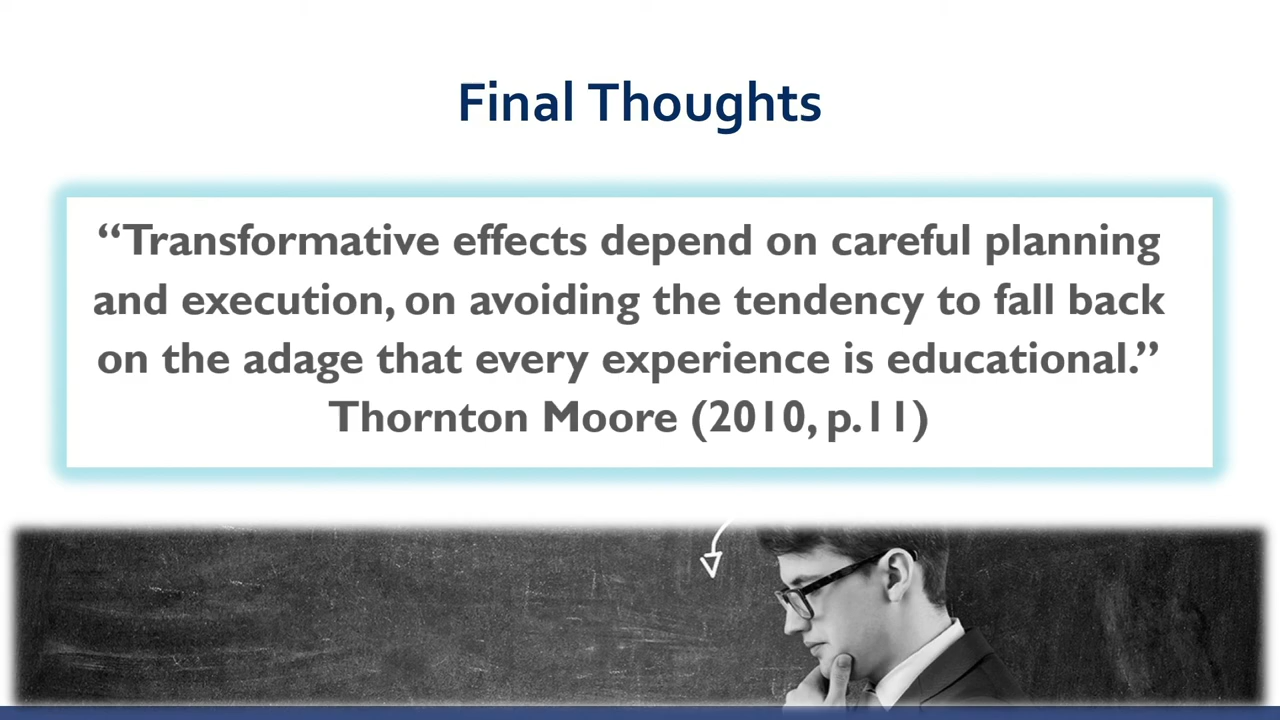 Final Thoughts
“Transformative effects depend on careful planning
and execution, on avoiding the tendency to fall back
on the adage that every experience is educational.”
Thornton Moore (2010, p.11)